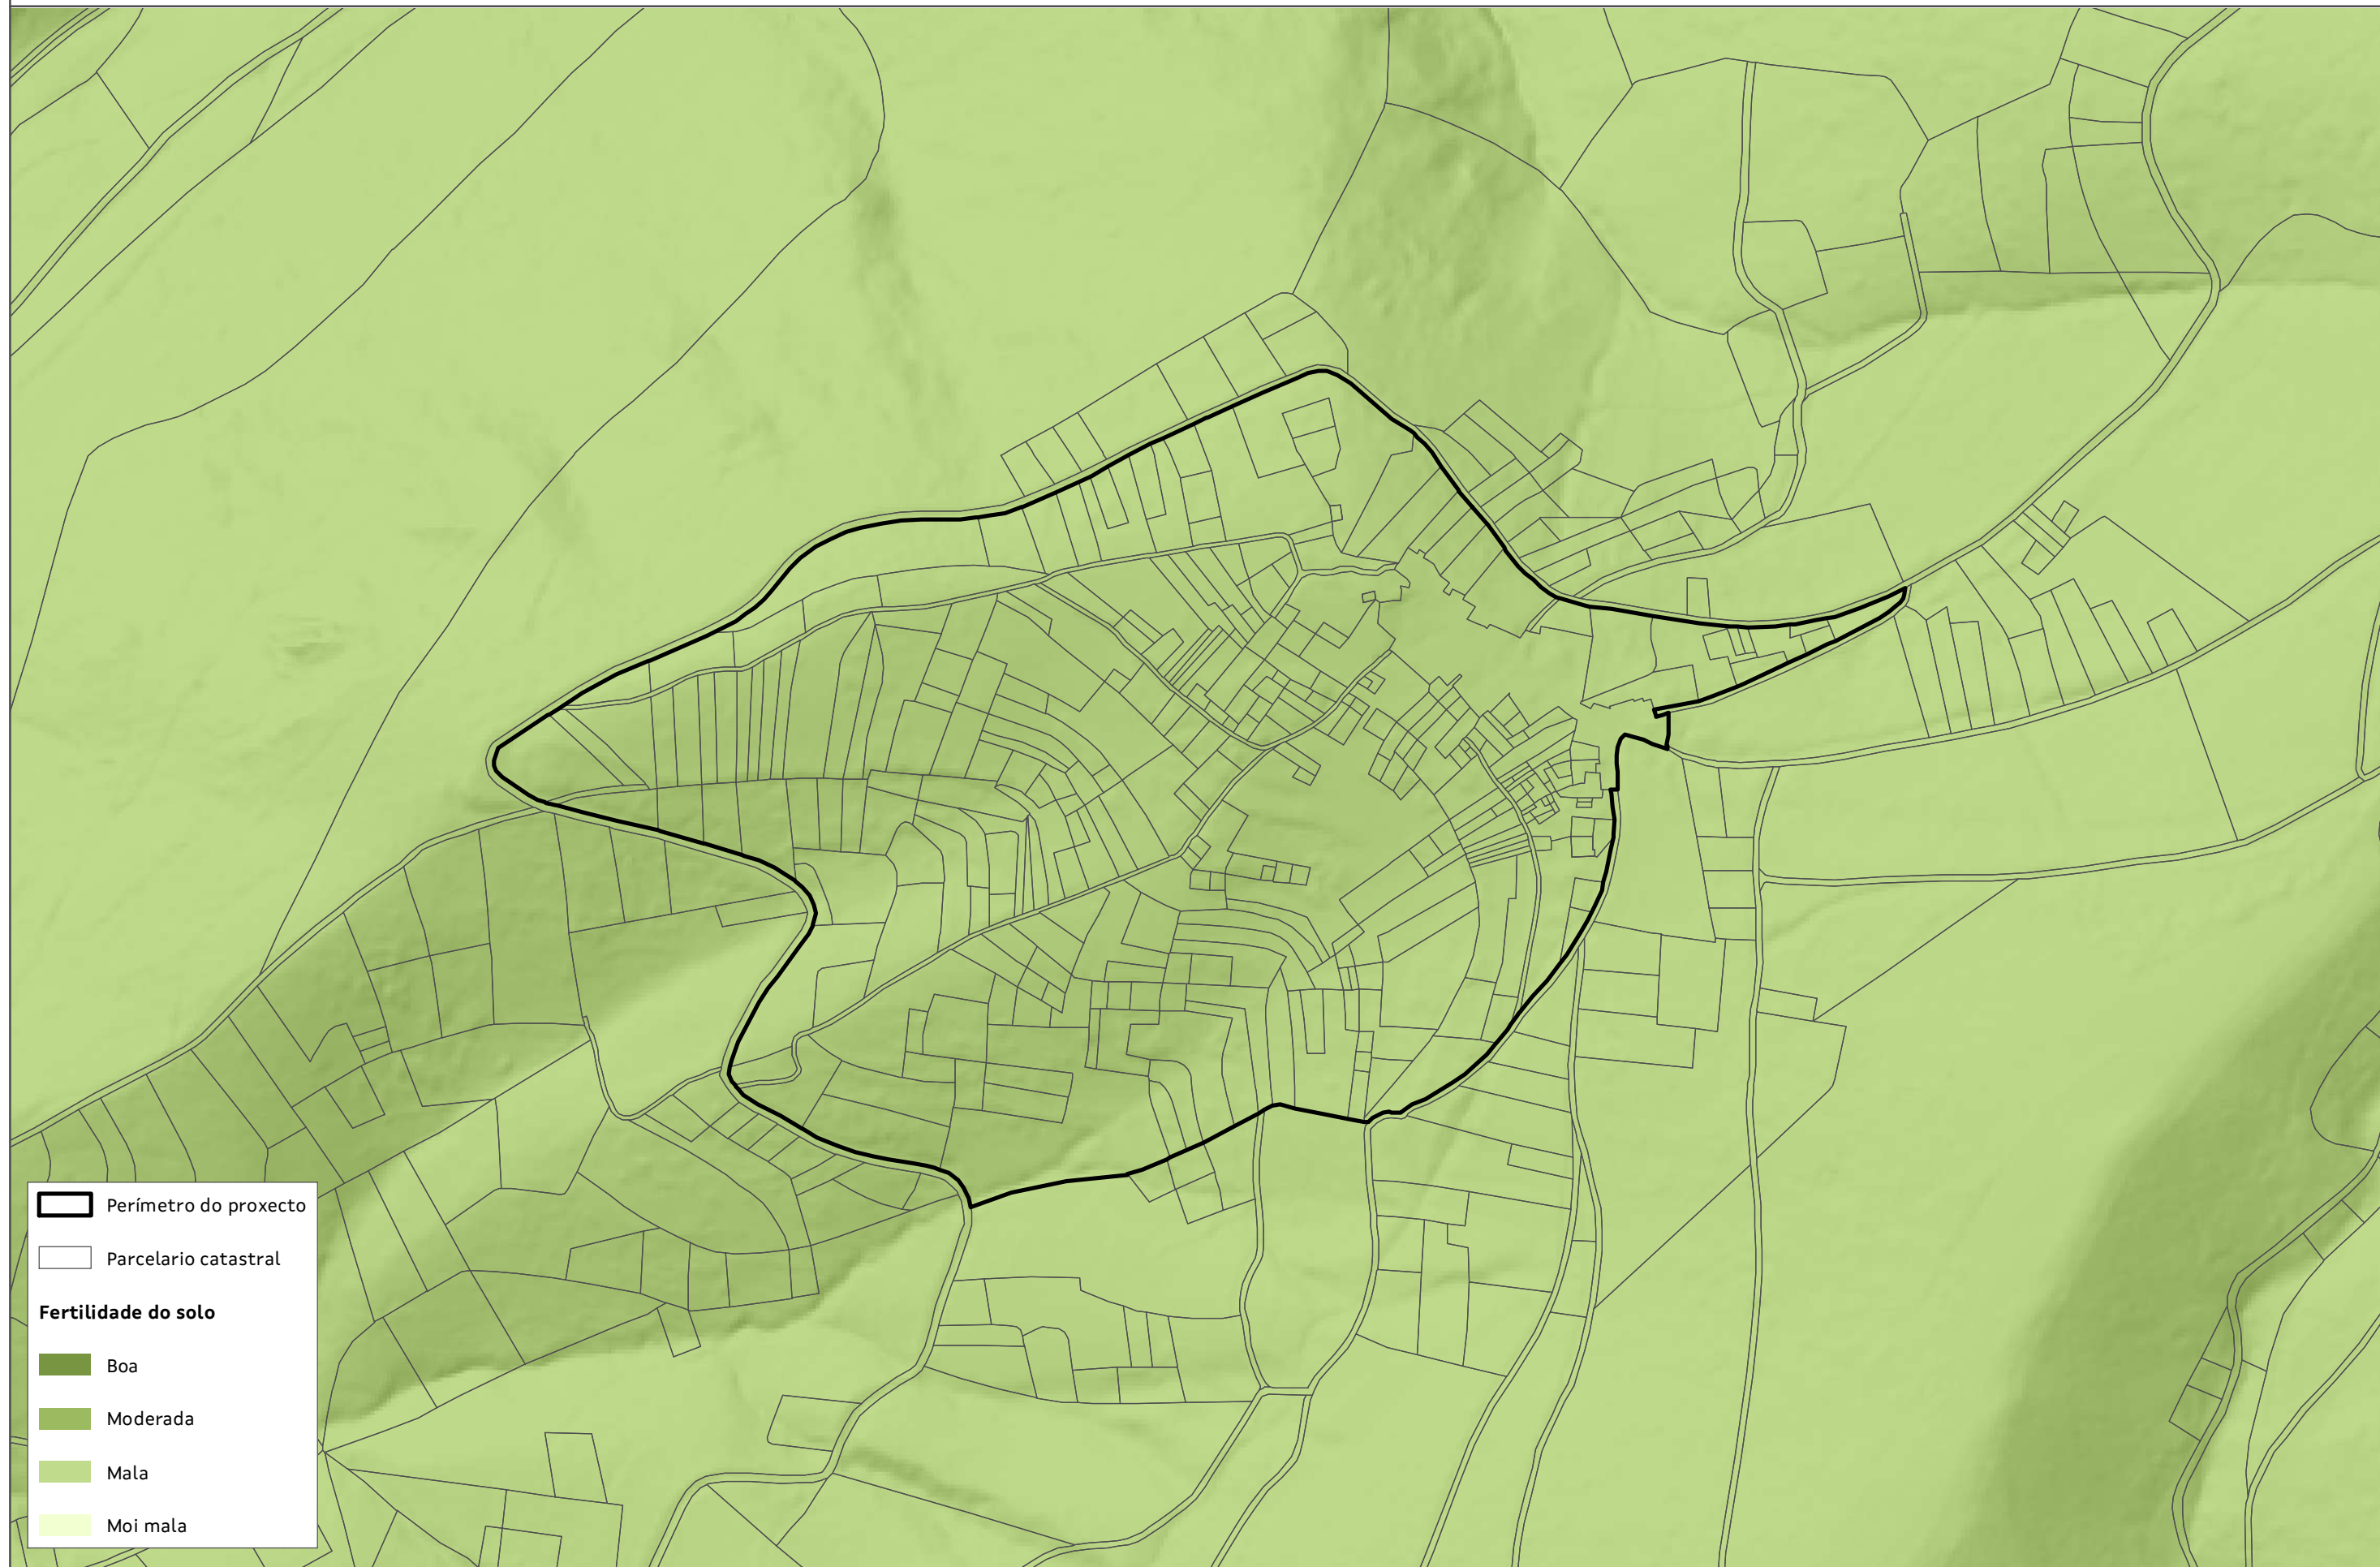 Perímetro do proxecto
Parcelario catastral
Fertilidade do solo
Boa
Moderada
Mala
Moi mala